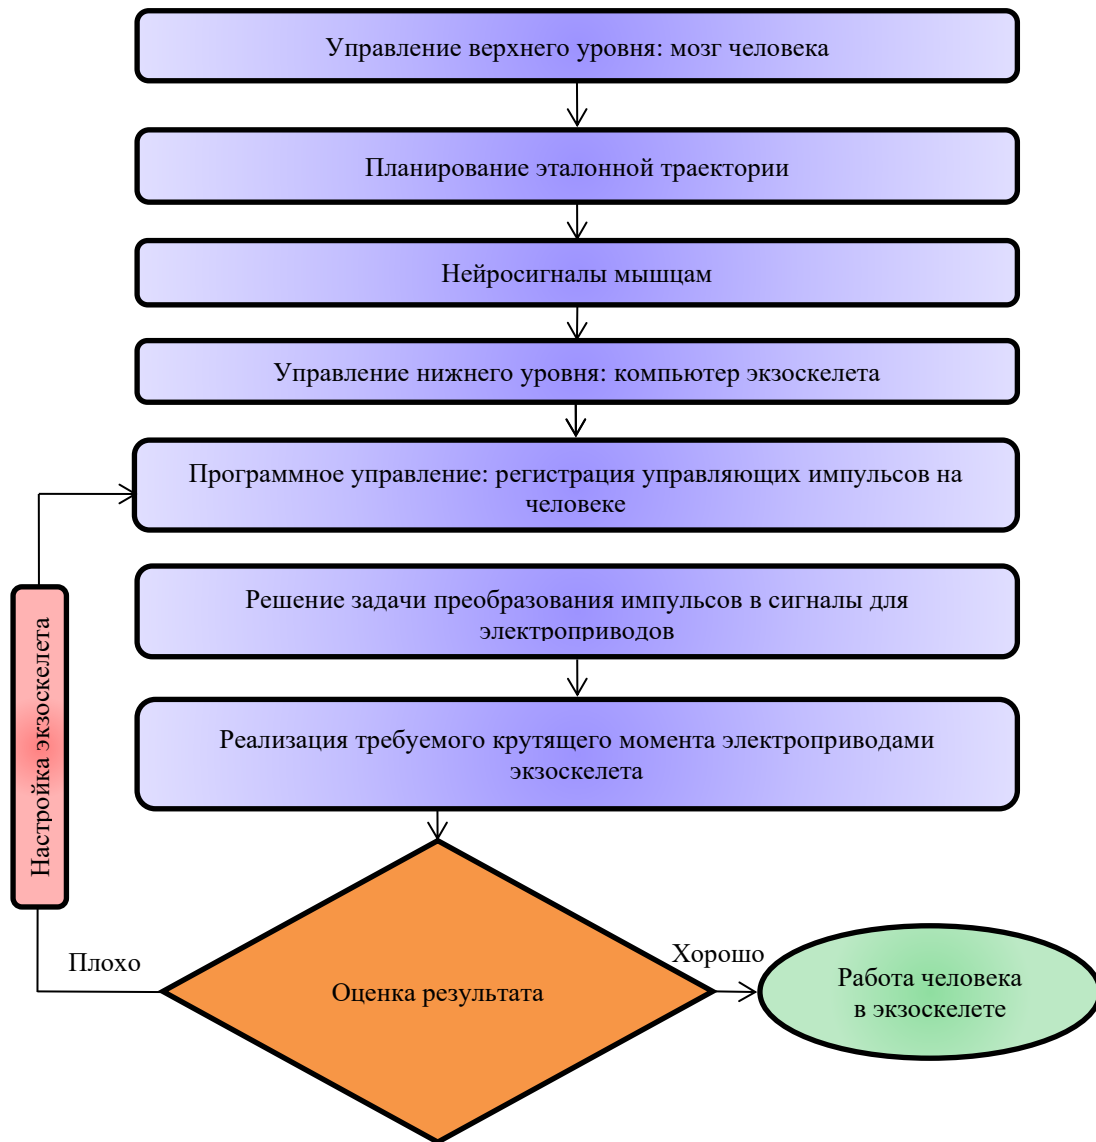 Управление верхнего уровня: мозг человека
Планирование эталонной траектории
Нейросигналы мышцам
Управление нижнего уровня: компьютер экзоскелета
Программное управление: регистрация управляющих импульсов на
человеке
Решение задачи преобразования импульсов в сигналы для
электроприводов
Реализация требуемого крутящего момента электроприводами
экзоскелета
Настройка экзоскелета
Плохо
Оценка результата
Хорошо
Работа человека
в экзоскелете